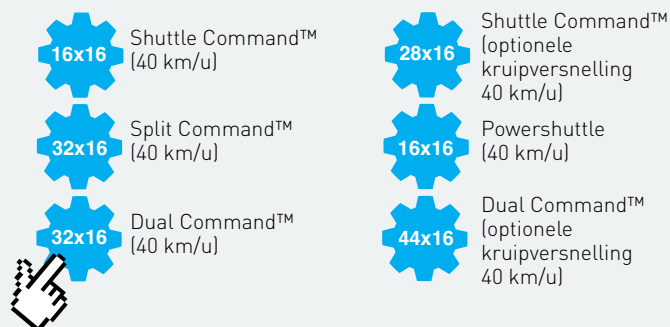 16x16
Shuttle Command™
(40 km/u)
32x16
Split Command™
(40 km/u)
32x16
Dual Command™
(40 km/u)
28x16
Shuttle Command™
(optionele
kruipversnelling
40 km/u)
16x16
Powershuttle
(40 km/u)
44x16
Dual Command™
(optionele
kruipversnelling
40 km/u)